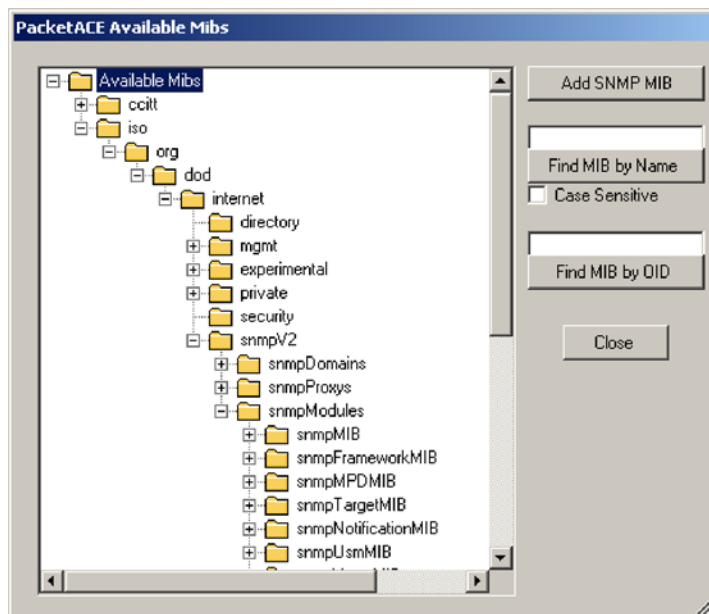 PacketACE Available Mibs
Available Mibs
ccitt
iso
org
dod
internet
directory
mgmt
experimental
private
security
snmpV2
snmpDomains
snmpProxys
snmpModules
snmpMIB
snmpFrameworkMIB
snmpMPDMIB
snmpTargetMIB
snmpNotificationMIB
snmpUsmMIB
Add SNMP MIB
Find MIB by Name
Case Sensitive
Find MIB by OID
Close